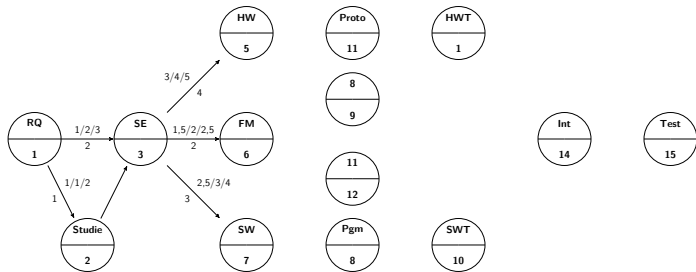 HW
5
Proto
11
HWT
1
3/4/5
4
8
9
RQ
1
1/2/3
2
SE
3
1,5/2/2,5
2
FM
6
Int
14
Test
15
1/1/2
1
2,5/3/4
3
11
12
Studie
2
SW
7
Pgm
8
SWT
10